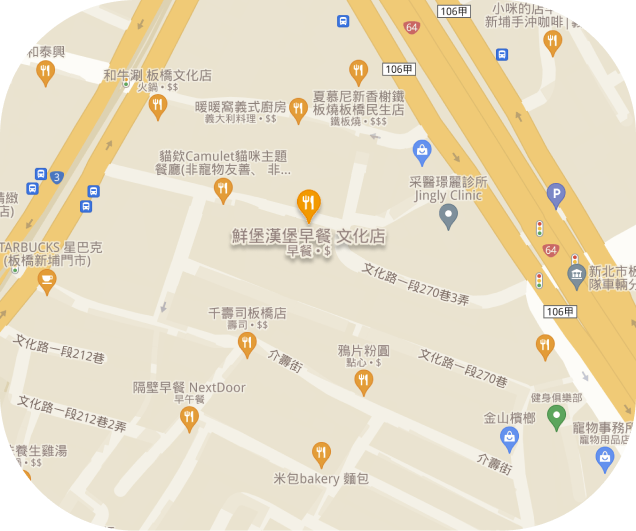 小咪的店
新埔手沖咖啡|
106甲
64
和泰興
106甲
和牛涮 板橋文化店
火鍋・$$
暖暖窩義式廚房
義大利料理・$$
夏慕尼新香榭鐵
板燒板橋民生店
鐵板燒・$$$
貓欸Camulet貓咪主題
餐廳(非寵物友善、非...
3
采醫璟麗診所
Jingly Clinic
P
精緻
店)
鮮堡漢堡早餐 文化店
早餐・$
64
TARBUCKS 星巴克
(板橋新埔門市)
文化路一段270巷3弄
新北市板
隊車輛分
106甲
千壽司板橋店
壽司・$$
文化路一段212巷
介壽街
鴉片粉圓
點心・$
文化路一段270巷
隔壁早餐 NextDoor
早午餐
健身俱樂部
文化路一段212巷2弄
金山檳榔
寵物事務所
寵物用品店
養生雞湯
・$$
介壽街
米包bakery 麵包